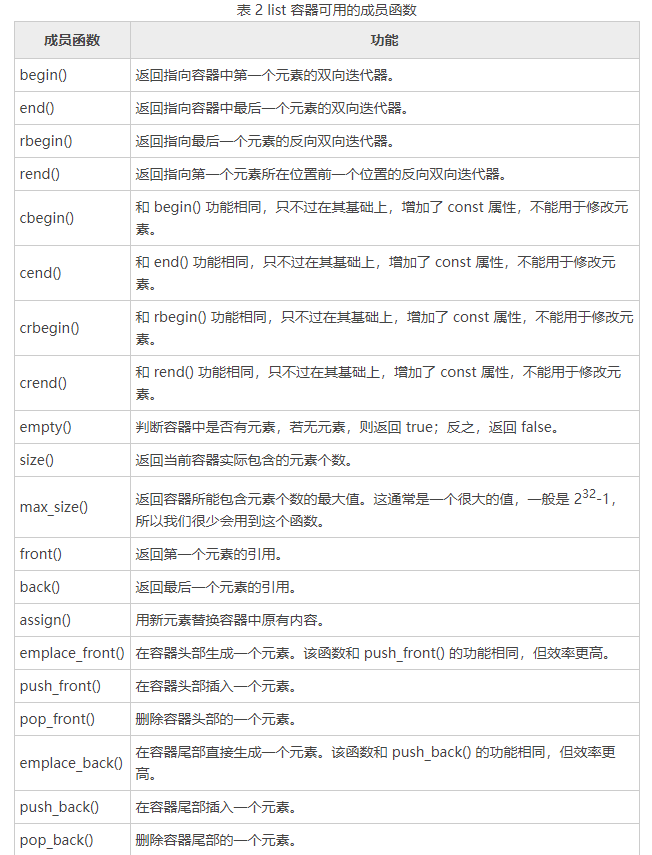 表 2 list 容器可用的成员函数
成员函数 功能
begin() 返回指向容器中第一个元素的双向迭代器。
end() 返回指向容器中最后一个元素的双向迭代器。
rbegin() 返回指向最后一个元素的反向双向迭代器。
rend() 返回指向第一个元素所在位置前一个位置的反向双向迭代器。
cbegin() 和 begin() 功能相同，只不过在其基础上，增加了 const 属性，不能用于修改元
素。
cend() 和 end() 功能相同，只不过在其基础上，增加了 const 属性，不能用于修改元
素。
crbegin() 和 rbegin() 功能相同，只不过在其基础上，增加了 const 属性，不能用于修改元
素。
crend() 和 rend() 功能相同，只不过在其基础上，增加了 const 属性，不能用于修改元
素。
empty() 判断容器中是否有元素，若无元素，则返回 true；反之，返回 false。
size() 返回当前容器实际包含的元素个数。
max_size() 返回容器所能包含元素个数的最大值。这通常是一个很大的值，一般是 2³²-1，
所以我们很少会用到这个函数。
front() 返回第一个元素的引用。
back() 返回最后一个元素的引用。
assign() 用新元素替换容器中原有内容。
emplace_front() 在容器头部生成一个元素。该函数和 push_front() 的功能相同，但效率更高。
push_front() 在容器头部插入一个元素。
pop_front() 删除容器头部的一个元素。
emplace_back() 在容器尾部直接生成一个元素。该函数和 push_back() 的功能相同，但效率更
高。
push_back() 在容器尾部插入一个元素。
pop_back() 删除容器尾部的一个元素。